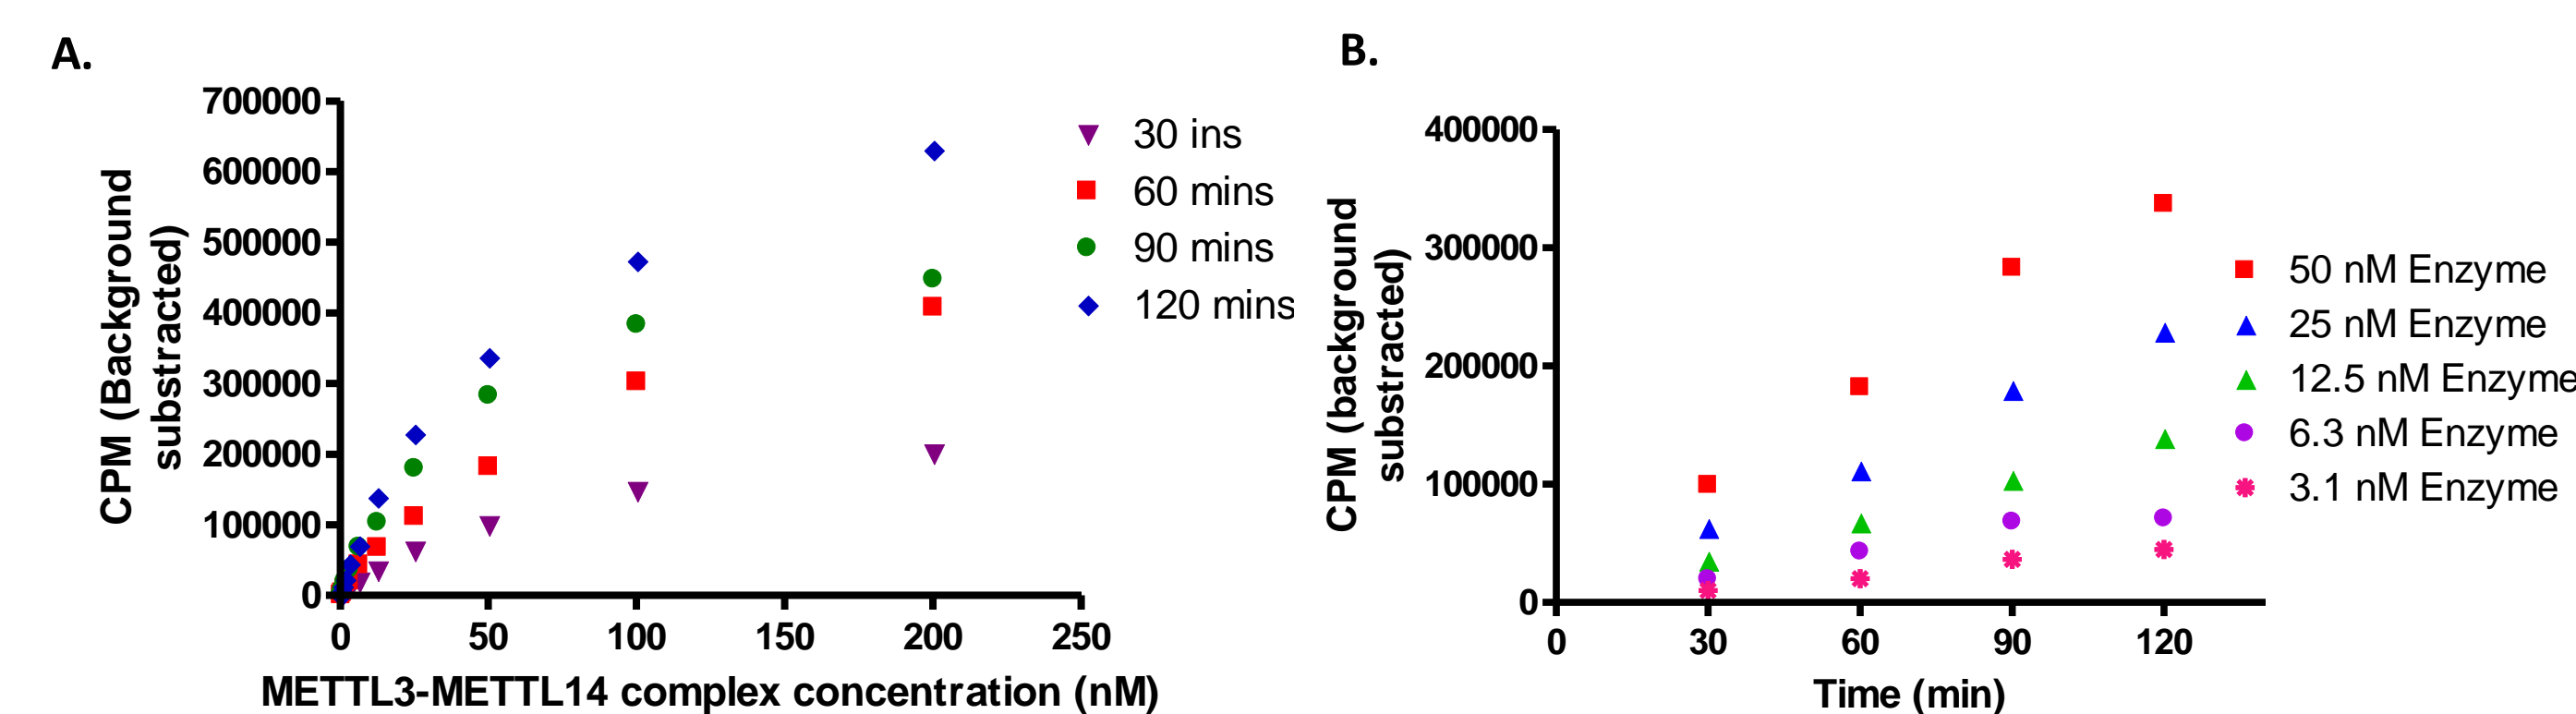 A.
B.
700000
600000
500000
400000
300000
200000
100000
0
CPM (Background
substracted)
0 50 100 150 200 250
METTL3-METTL14 complex concentration (nM)
30 ins
60 mins
90 mins
120 mins
400000
300000
200000
100000
0
CPM (background
substracted)
0 30 60 90 120
Time (min)
50 nM Enzyme
25 nM Enzyme
12.5 nM Enzyme
6.3 nM Enzyme
3.1 nM Enzyme